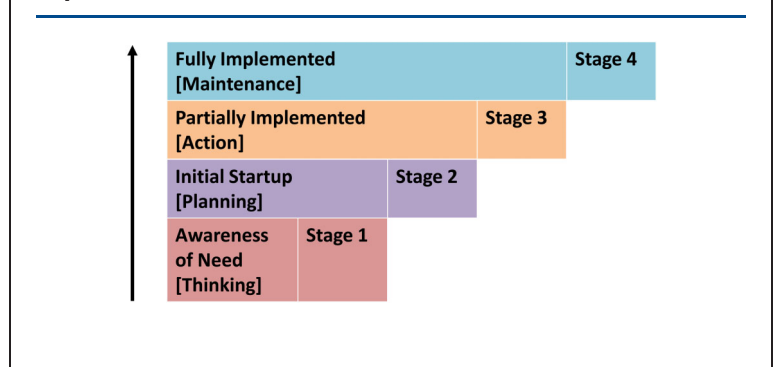 Fully Implemented
[Maintenance]
Stage 4
Partially Implemented
[Action]
Stage 3
Initial Startup
[Planning]
Stage 2
Awareness
of Need
[Thinking]
Stage 1